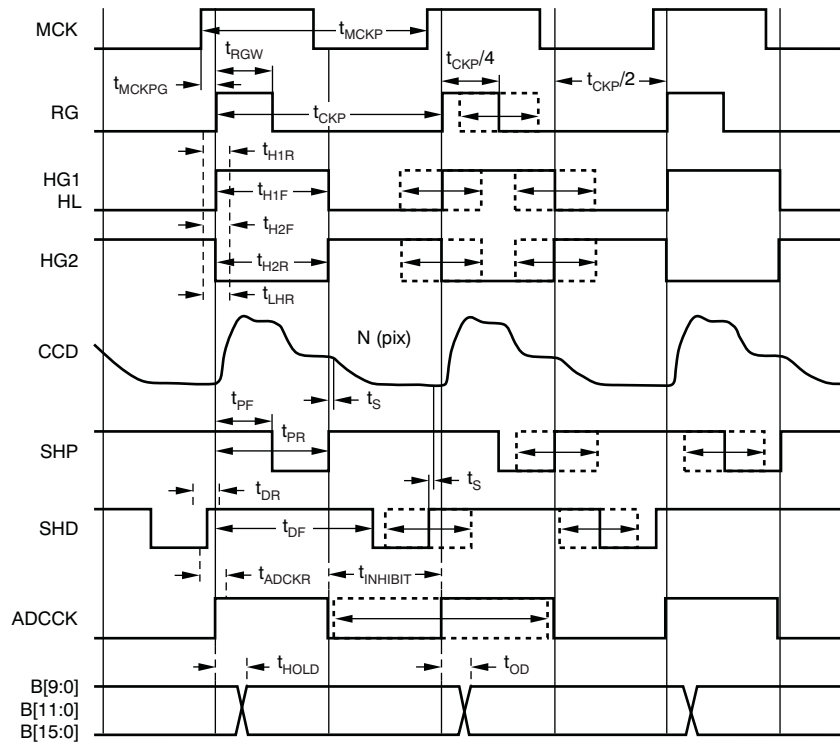 MCK
tMCKP
tRGW
tCKP/4
tCKP/2
tMCKPG
RG
tCKP
tH1R
HG1
HL
tH1F
tH2F
HG2
tH2R
tLHR
N (pix)
CCD
tS
tPF
tPR
SHP
tS
tDR
SHD
tDF
tADCKR
tINHIBIT
ADCCK
tHOLD
tOD
B[9:0]
B[11:0]
B[15:0]